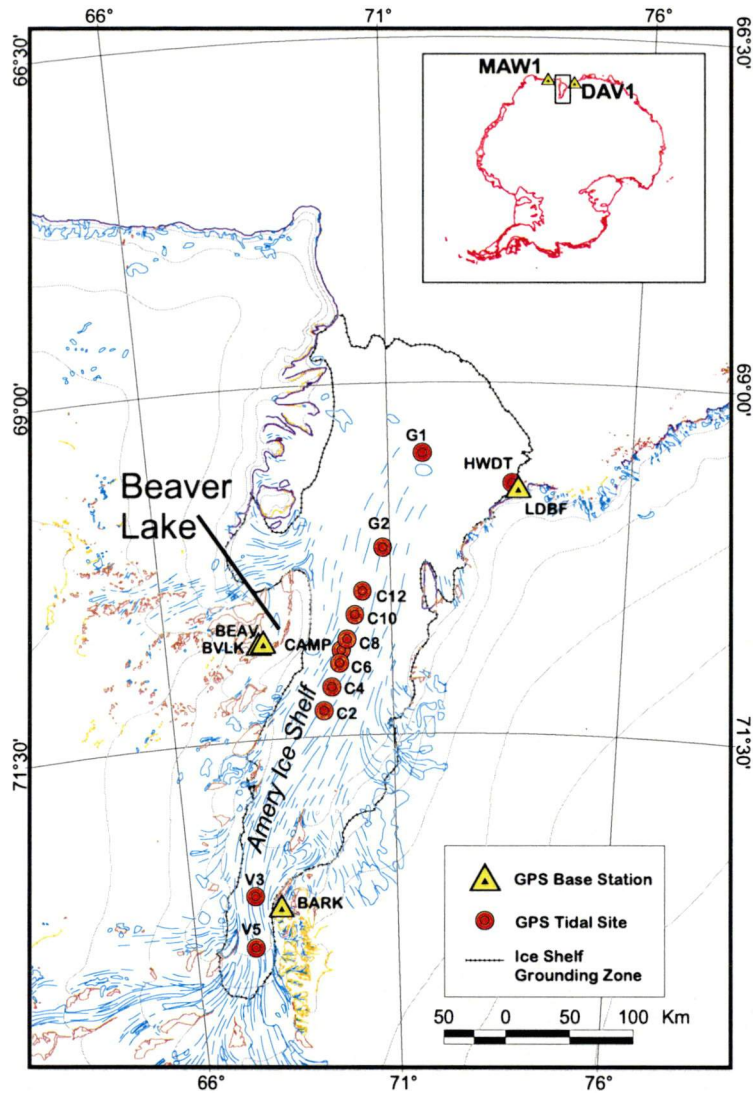 66° 71° 76°
66°30'
66°30'
MAW1
DAV1
69°00'
69°00'
G1
HWDT
LDBF
Beaver
Lake
G2
C12
C10
BEAV
C8
BVLK
CAMP
C6
C4
C2
Amery Ice Shelf
71°30'
71°30'
V3
BARK
V5
GPS Base Station
GPS Tidal Site
Ice Shelf
Grounding Zone
50 0 50 100 Km
66° 71° 76°